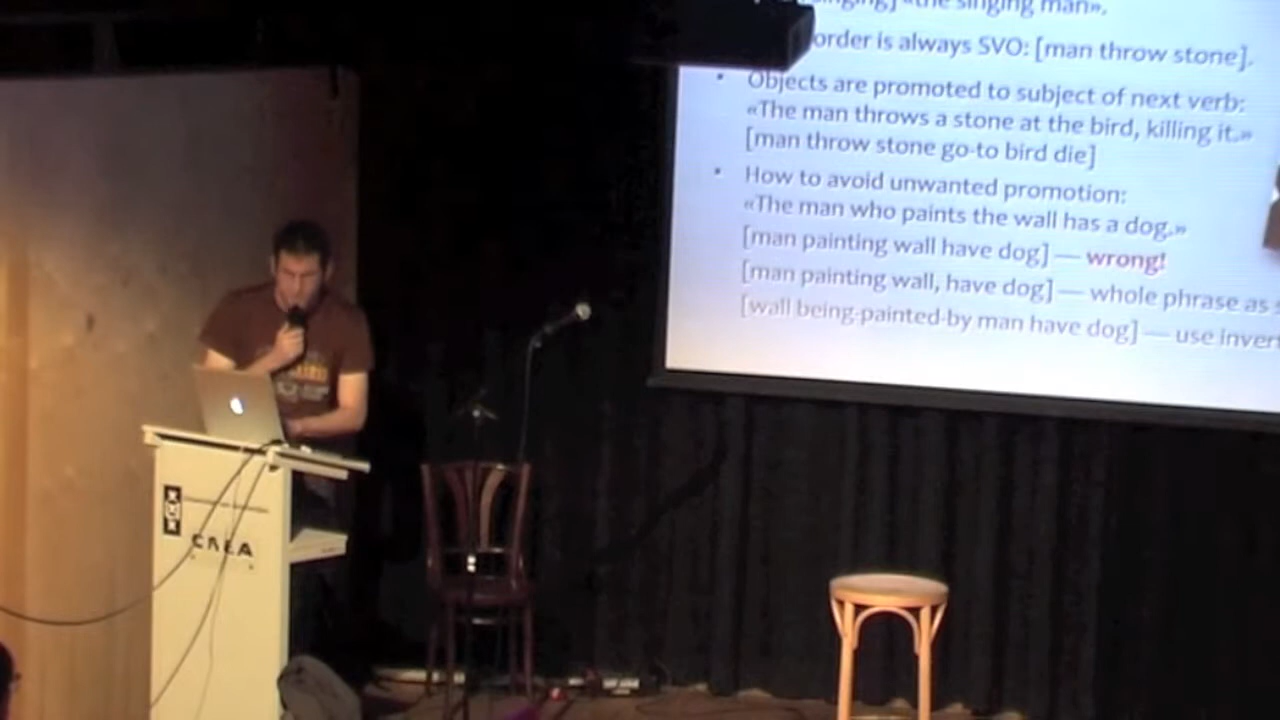 singing] «the singing man».
order is always SVO: [man throw stone].
• Objects are promoted to subject of next verb:
«The man throws a stone at the bird, killing it.»
[man throw stone go-to bird die]
• How to avoid unwanted promotion:
«The man who paints the wall has a dog.»
[man painting wall have dog] — wrong!
[man painting wall, have dog] — whole phrase as
[wall being-painted-by man have dog] — use inver
CREA